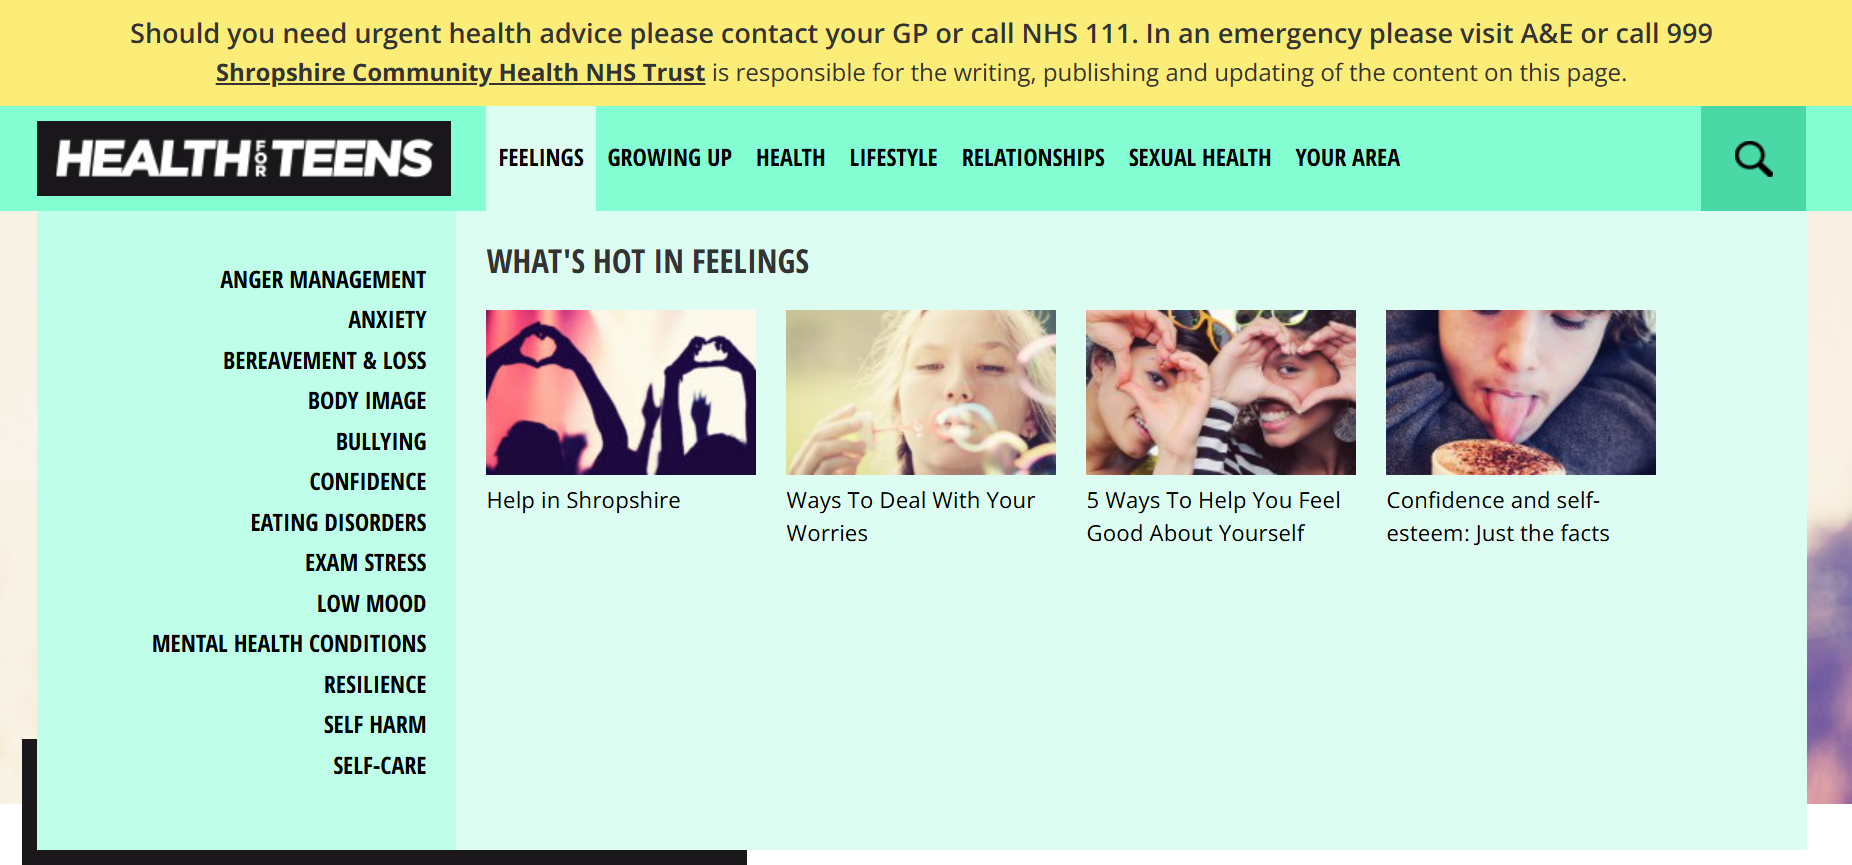 Should you need urgent health advice please contact your GP or call NHS 111. In an emergency please visit A&E or call 999
Shropshire Community Health NHS Trust is responsible for the writing, publishing and updating of the content on this page.
HEALTH FOR TEENS
FEELINGS GROWING UP HEALTH LIFESTYLE RELATIONSHIPS SEXUAL HEALTH YOUR AREA
ANGER MANAGEMENT
ANXIETY
BEREAVEMENT & LOSS
BODY IMAGE
BULLYING
CONFIDENCE
EATING DISORDERS
EXAM STRESS
LOW MOOD
MENTAL HEALTH CONDITIONS
RESILIENCE
SELF HARM
SELF-CARE
WHAT'S HOT IN FEELINGS
Help in Shropshire
Ways To Deal With Your
Worries
5 Ways To Help You Feel
Good About Yourself
Confidence and self-
esteem: Just the facts